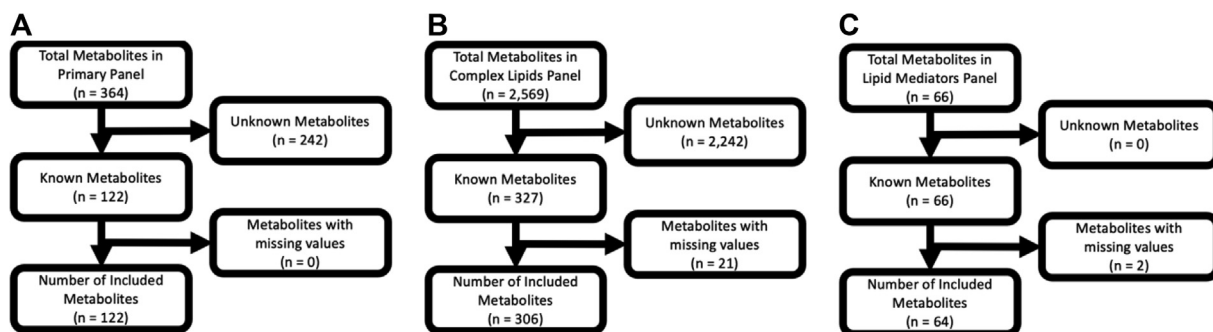 A
Total Metabolites in
Primary Panel
(n = 364)
Unknown Metabolites
(n = 242)
Known Metabolites
(n = 122)
Metabolites with
missing values
(n = 0)
Number of Included
Metabolites
(n = 122)
B
Total Metabolites in
Complex Lipids Panel
(n = 2,569)
Unknown Metabolites
(n = 2,242)
Known Metabolites
(n = 327)
Metabolites with
missing values
(n = 21)
Number of Included
Metabolites
(n = 306)
C
Total Metabolites in
Lipid Mediators Panel
(n = 66)
Unknown Metabolites
(n = 0)
Known Metabolites
(n = 66)
Metabolites with
missing values
(n = 2)
Number of Included
Metabolites
(n = 64)